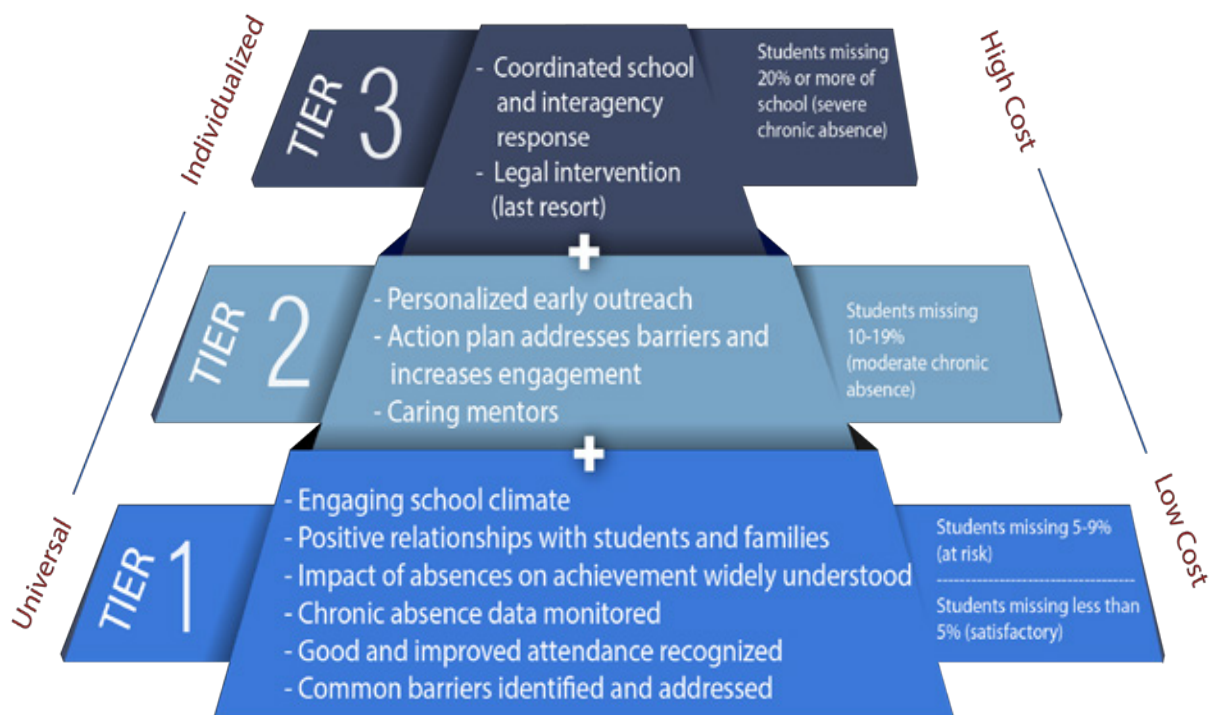 Individualized
High Cost
TIER
3
- Coordinated school
and interagency
response
- Legal intervention
(last resort)
Students missing
20% or more of
school (severe
chronic absence)
+
TIER
2
- Personalized early outreach
- Action plan addresses barriers and
increases engagement
- Caring mentors
Students missing
10-19%
(moderate chronic
absence)
+
Universal
Low Cost
TIER
1
- Engaging school climate
- Positive relationships with students and families
- Impact of absences on achievement widely understood
- Chronic absence data monitored
- Good and improved attendance recognized
- Common barriers identified and addressed
Students missing 5-9%
(at risk)
Students missing less than
5% (satisfactory)